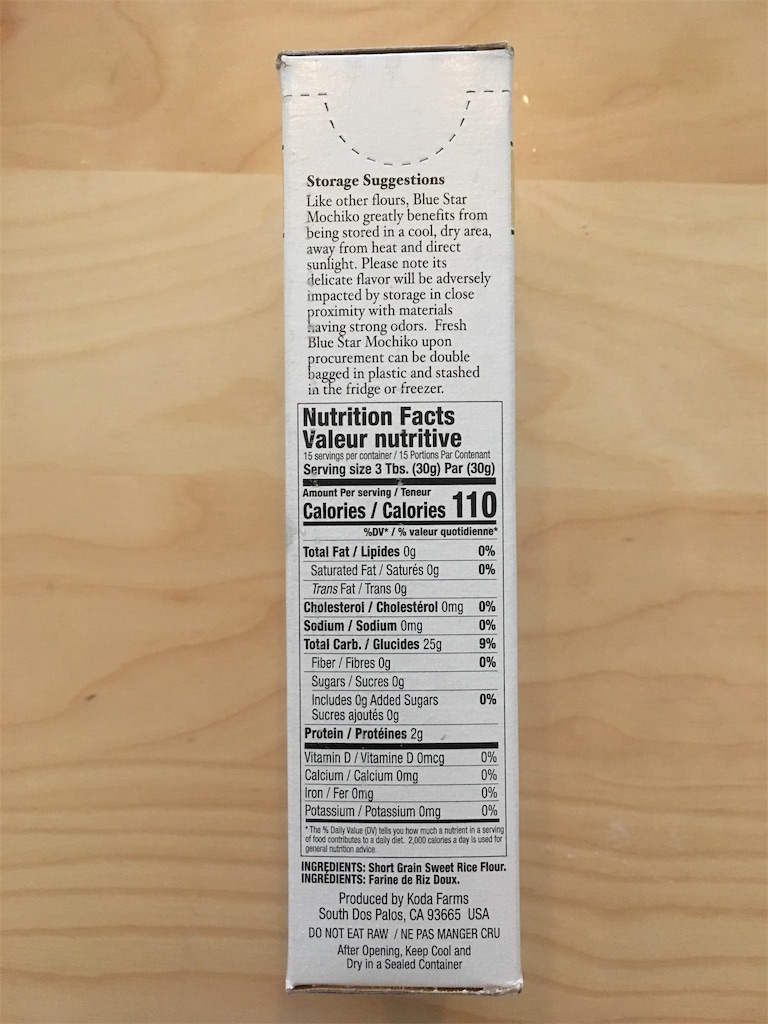 Storage Suggestions
Like other flours, Blue Star
Mochiko greatly benefits from
being stored in a cool, dry area,
away from heat and direct
sunlight. Please note its
delicate flavor will be adversely
impacted by storage in close
proximity with materials
having strong odors. Fresh
Blue Star Mochiko upon
procurement can be double
bagged in plastic and stashed
in the fridge or freezer.
Nutrition Facts
Valeur nutritive
15 servings per container / 15 Portions Par Contenant
Serving size 3 Tbs. (30g) Par (30g)
Amount Per serving / Teneur
Calories / Calories 110
%DV* / % valeur quotidienne*
Total Fat / Lipides 0g 0%
Saturated Fat / Saturés 0g 0%
Trans Fat / Trans 0g
Cholesterol / Cholestérol 0mg 0%
Sodium / Sodium 0mg 0%
Total Carb. / Glucides 25g 9%
Fiber / Fibres 0g 0%
Sugars / Sucres 0g
Includes 0g Added Sugars 0%
Sucres ajoutés 0g
Protein / Protéines 2g
Vitamin D / Vitamine D 0mcg 0%
Calcium / Calcium 0mg 0%
Iron / Fer 0mg 0%
Potassium / Potassium 0mg 0%
* The % Daily Value (DV) tells you how much a nutrient in a serving
of food contributes to a daily diet. 2,000 calories a day is used for
general nutrition advice.
INGREDIENTS: Short Grain Sweet Rice Flour.
INGRÉDIENTS: Farine de Riz Doux.
Produced by Koda Farms
South Dos Palos, CA 93665 USA
DO NOT EAT RAW / NE PAS MANGER CRU
After Opening, Keep Cool and
Dry in a Sealed Container